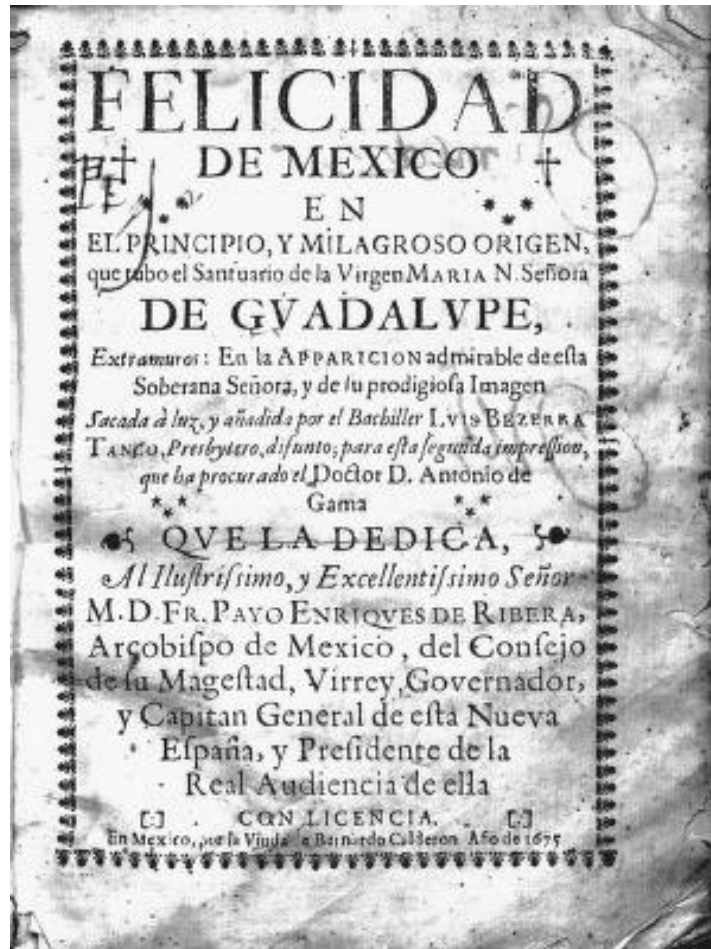 FELICIDAD
DE MEXICO
EN
EL PRINCIPIO, Y MILAGROSO ORIGEN,
que tubo el Santuario de la Virgen MARIA N. Señora
DE GVADALVPE,
Extramuros: En la APPARICION admirable de esta
Soberana Señora, y de su prodigiosa Imagen
Sacada à luz, y añadida por el Bachiller LVIS BEZERRA
TANCO, Presbytero, difunto; para esta segunda impression,
que ha procurado el Doctor D. Antonio de
Gama
QVE LA DEDICA,
Al Ilustrissimo, y Excellentissimo Señor
M. D. FR. PAYO ENRIQVES DE RIBERA,
Arçobispo de Mexico, del Consejo
de su Magestad, Virrey, Governador,
y Capitan General de esta Nueva
España, y Presidente de la
Real Audiencia de ella
CON LICENCIA.
En Mexico, por la Viuda de Bernardo Calderon Año de 1675